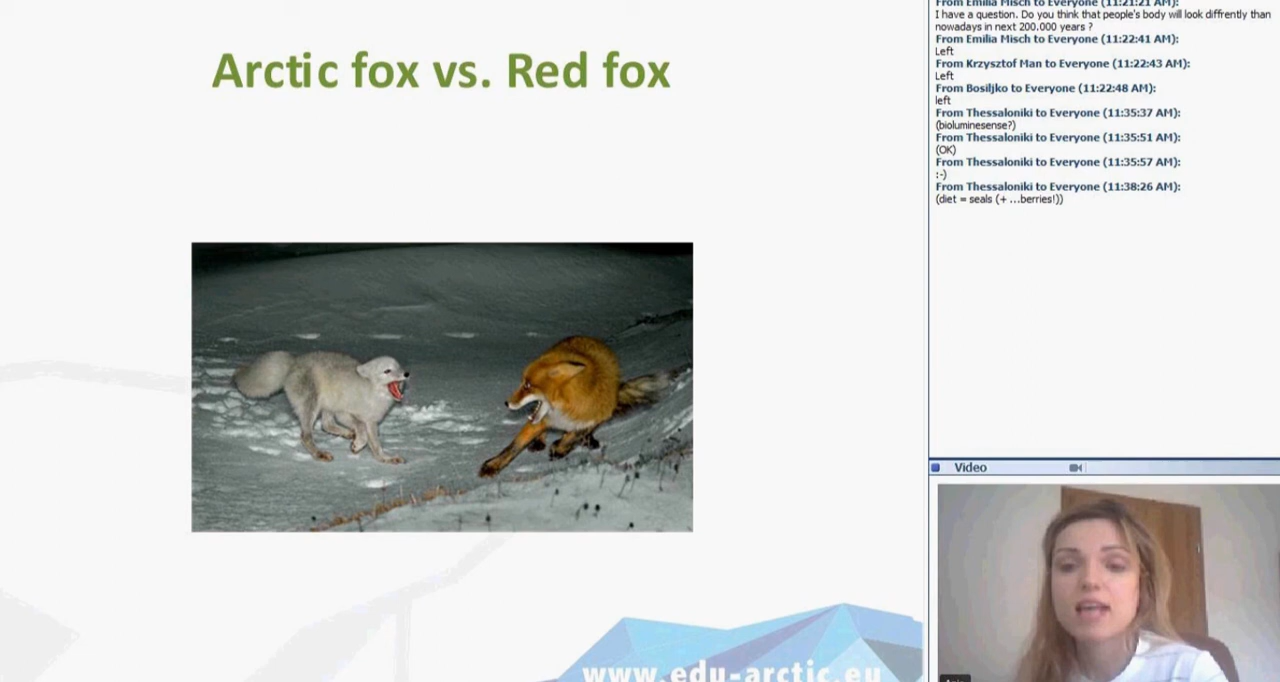 Arctic fox vs. Red fox
www.edu-arctic.eu
From Emilia Misch to Everyone (11:21:21 AM):
I have a question. Do you think that people's body will look diffrently than
nowadays in next 200.000 years ?
From Emilia Misch to Everyone (11:22:41 AM):
Left
From Krzysztof Man to Everyone (11:22:43 AM):
Left
From Bosiljko to Everyone (11:22:48 AM):
left
From Thessaloniki to Everyone (11:35:37 AM):
(bioluminesense?)
From Thessaloniki to Everyone (11:35:51 AM):
(OK)
From Thessaloniki to Everyone (11:35:57 AM):
:-)
From Thessaloniki to Everyone (11:38:26 AM):
(diet = seals (+ ...berries!))
Video